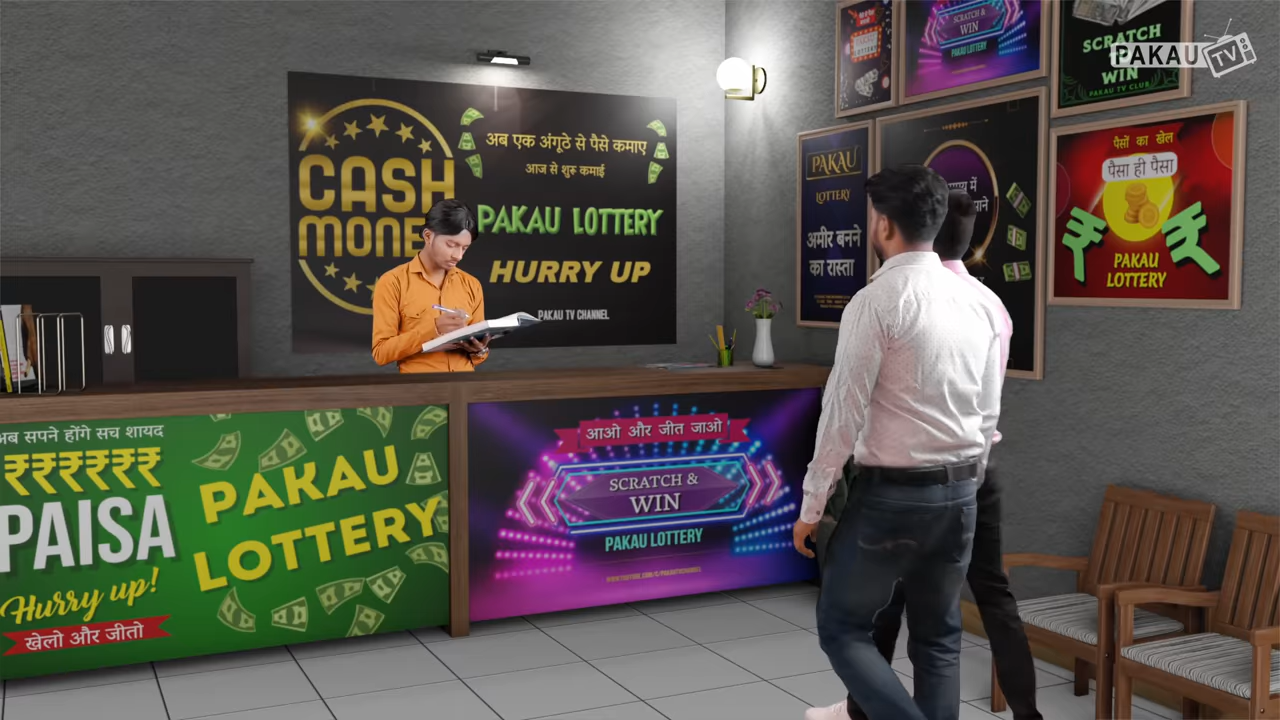 PAKAU TV
CASH
अब एक अंगूठे से पैसे कमाए
आज से शुरू कमाई
PAKAU LOTTERY
HURRY UP
PAKAU TV CHANNEL
SCRATCH &
WIN
PAKAU LOTTERY
SCRATCH
WIN
PAKAU TV CLUB
PAKAU
LOTTERY
अमीर बनने
का रास्ता
में
पैसों का खेल
पैसा ही पैसा
PAKAU
LOTTERY
अब सपने होंगे सच शायद
₹₹₹₹₹₹
PAISA
Hurry up!
खेलो और जीतो
PAKAU
LOTTERY
आओ और जीत जाओ
SCRATCH &
WIN
PAKAU LOTTERY